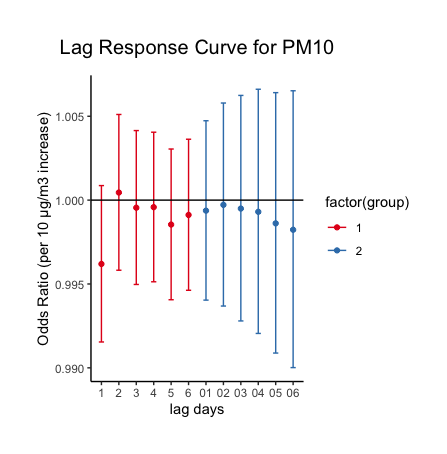 Lag Response Curve for PM10
Odds Ratio (per 10 µg/m3 increase)
1.005
1.000
0.995
0.990
1 2 3 4 5 6 01 02 03 04 05 06
lag days
factor(group)
1
2